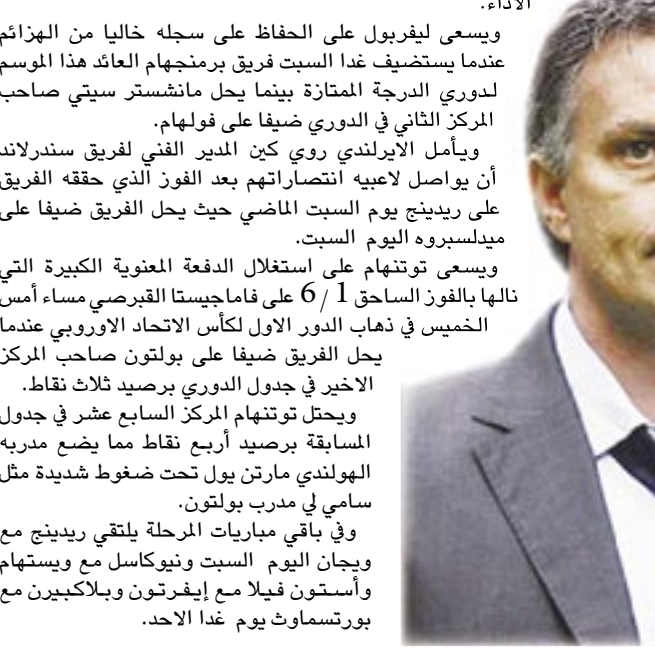 الاداء.
ويسعى ليفربول على الحفاظ على سجله خاليا من الهزائم
عندما يستضيف غدا السبت فريق برمنجهام العائد هذا الموسم
لدوري الدرجة الممتازة بينما يحل مانشستر سيتي صاحب
المركز الثاني في الدوري ضيفا على فولهام.
ويأمل الايرلندي روي كين المدير الفني لفريق سندرلاند
أن يواصل لاعبيه انتصاراتهم بعد الفوز الذي حققه الفريق
على ريدينج يوم السبت الماضي حيث يحل الفريق ضيفا على
ميدلسبروه اليوم السبت.
ويسعى توتنهام على استغلال الدفعة المعنوية الكبيرة التي
نالها بالفوز الساحق 1 / 6 على فاماجيستا القبرصي مساء أمس
الخميس في ذهاب الدور الاول لكأس الاتحاد الاوروبي عندما
يحل الفريق ضيفا على بولتون صاحب المركز
الاخير في جدول الدوري برصيد ثلاث نقاط.
ويحتل توتنهام المركز السابع عشر في جدول
المسابقة برصيد أربع نقاط مما يضع مدربه
الهولندي مارتن يول تحت ضغوط شديدة مثل
سامي لي مدرب بولتون.
وفي باقي مباريات المرحلة يلتقي ريدينج مع
ويجان اليوم السبت ونيوكاسل مع ويستهام
وأستون فيلا مع إيفرتون وبلاكبيرن مع
بورتسماوث يوم غدا الاحد.